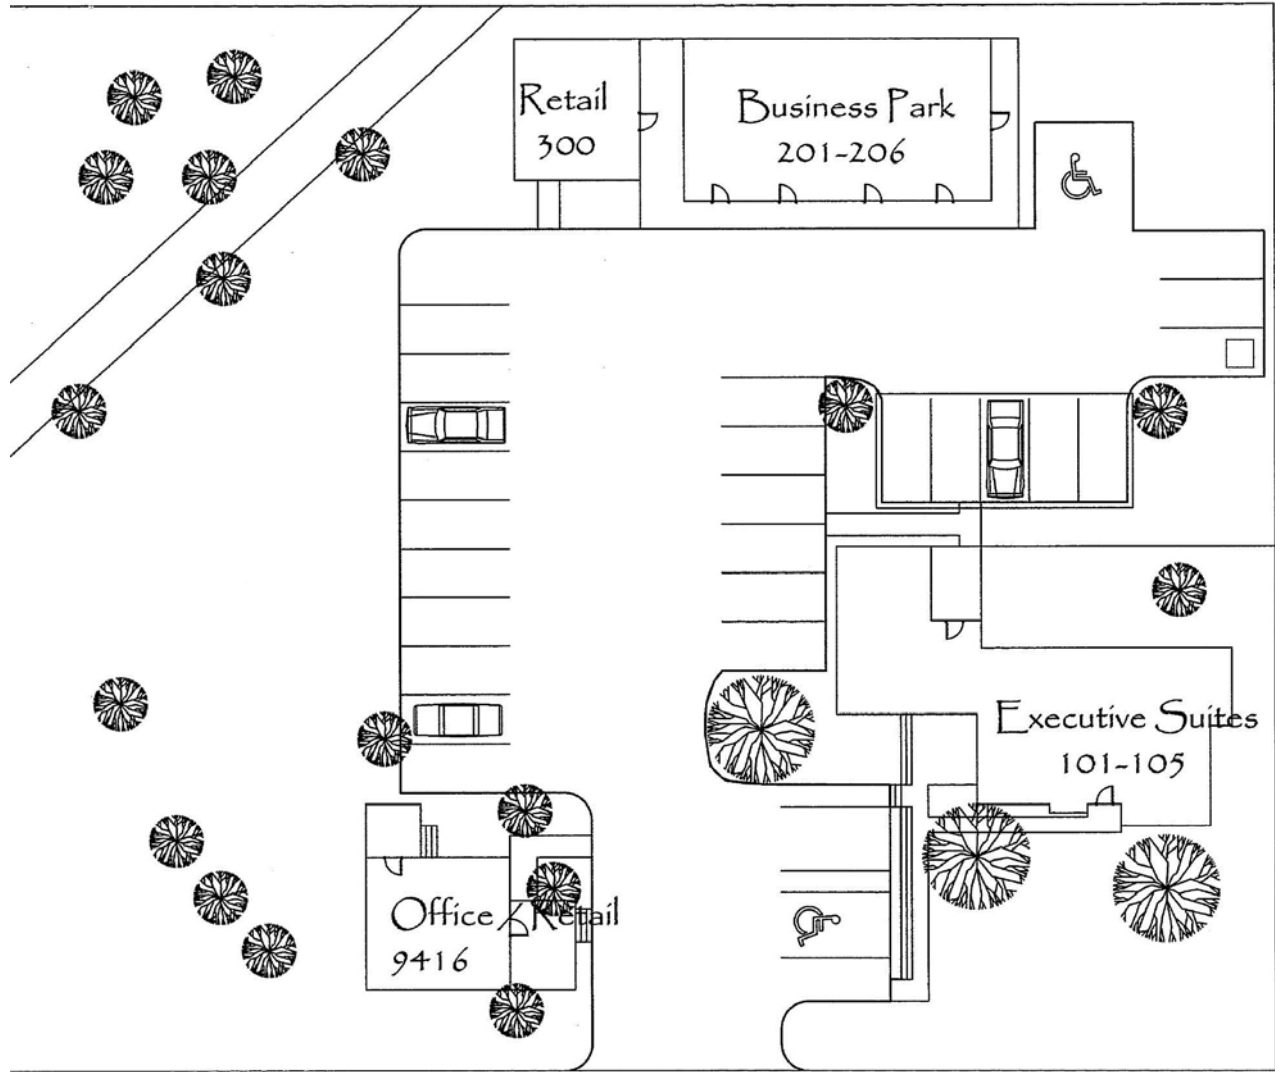 Retail
300
Business Park
201-206
Executive Suites
101-105
Office / Retail
9416